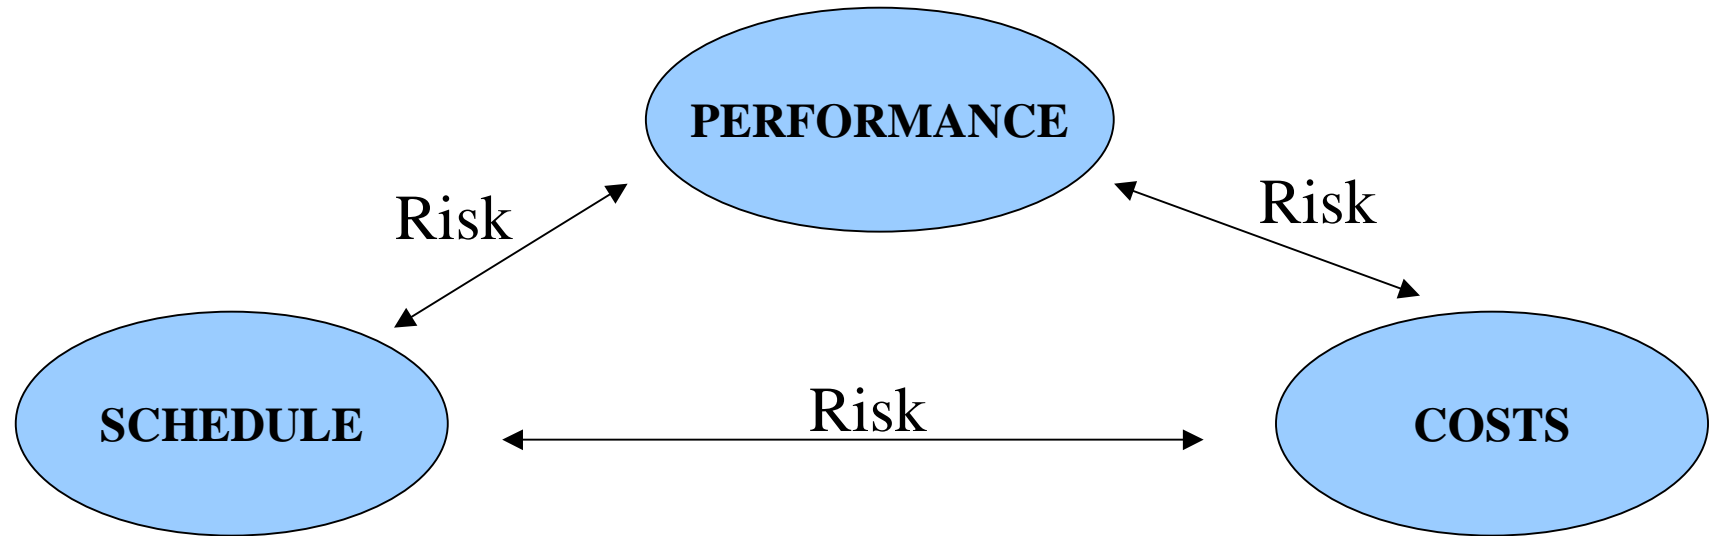 PERFORMANCE
Risk
Risk
SCHEDULE
Risk
COSTS